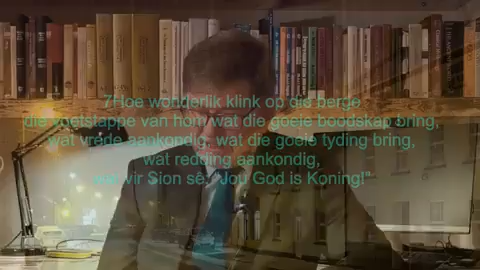 7Hoe wonderlik klink op die berge
die voetstappe van hom wat die goeie boodskap bring,
wat vrede aankondig, wat die goeie tyding bring,
wat redding aankondig,
wat vir Sion sê: "Jou God is Koning!"